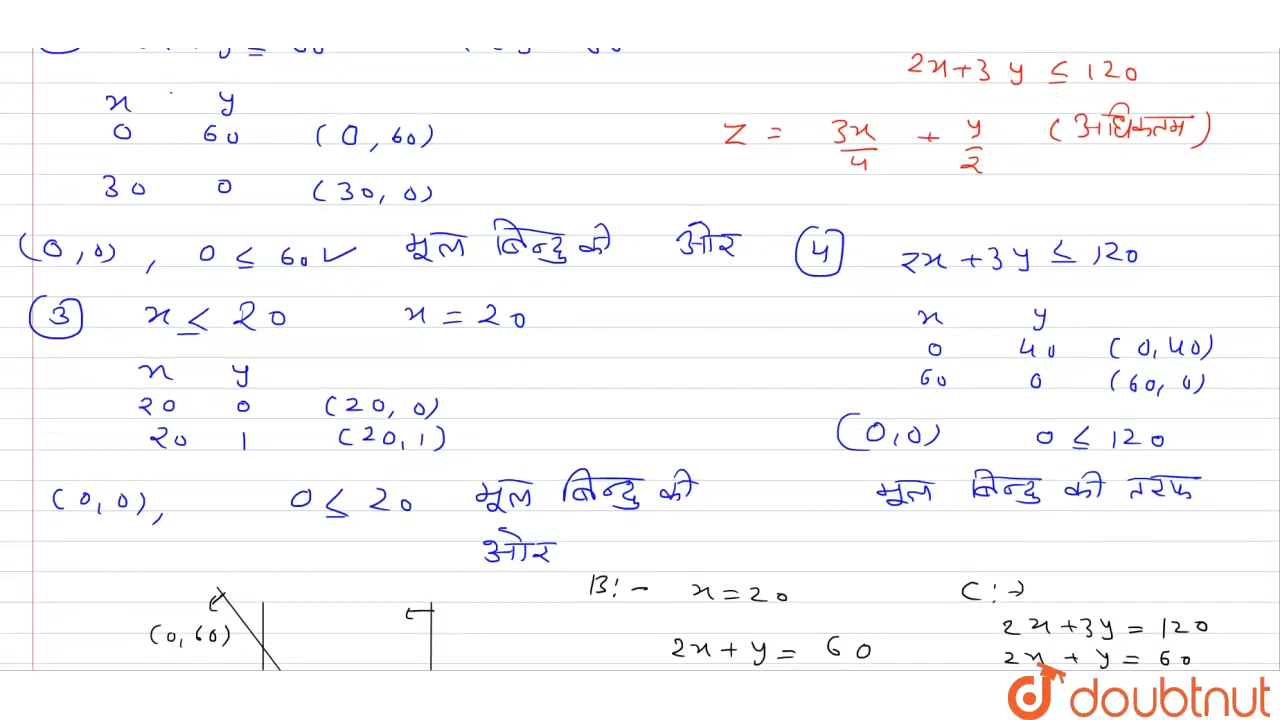 2x+3y ≤ 120
x y
0 60 (0,60)
Z = 3x/4 + y/2 (अधिकतम)
30 0 (30,0)
(0,0), 0 ≤ 60 ✓ मूल बिन्दु की ओर
(3) x ≤ 20 x = 20
x y
20 0 (20,0)
20 1 (20,1)
(0,0), 0 ≤ 20 मूल बिन्दु की
ओर
(4) 2x+3y ≤ 120
x y
0 40 (0,40)
60 0 (60,0)
(0,0) 0 ≤ 120
मूल बिन्दु की तरफ
(0,60)
B:- x = 20
2x+y = 60
C:→
2x+3y = 120
2x+y = 60
doubtnut